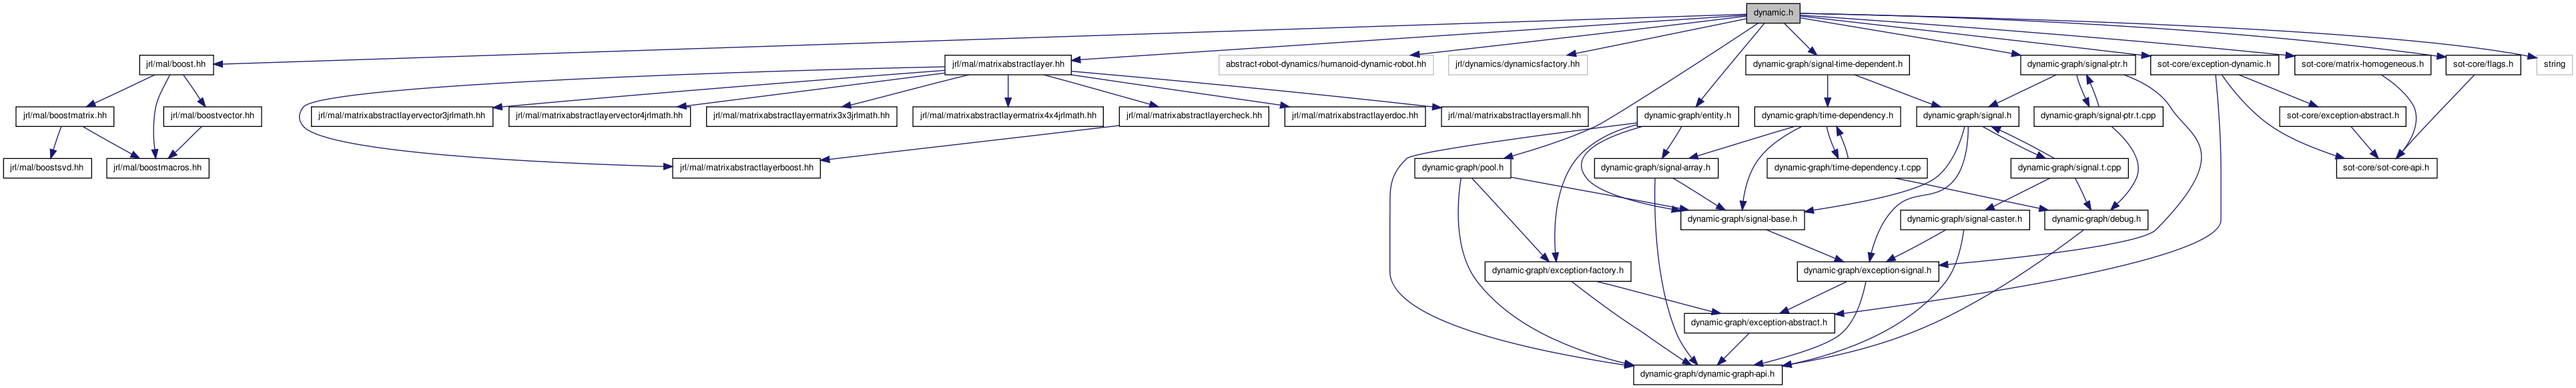 dynamic.h
jrl/mal/boost.hh
jrl/mal/matrixabstractlayer.hh
abstract-robot-dynamics/humanoid-dynamic-robot.hh
jrl/dynamics/dynamicsfactory.hh
dynamic-graph/signal-time-dependent.h
dynamic-graph/signal-ptr.h
sot-core/exception-dynamic.h
sot-core/matrix-homogeneous.h
sot-core/flags.h
string
jrl/mal/boostmatrix.hh
jrl/mal/boostvector.hh
jrl/mal/matrixabstractlayervector3jrlmath.hh
jrl/mal/matrixabstractlayervector4jrlmath.hh
jrl/mal/matrixabstractlayermatrix3x3jrlmath.hh
jrl/mal/matrixabstractlayermatrix4x4jrlmath.hh
jrl/mal/matrixabstractlayercheck.hh
jrl/mal/matrixabstractlayerdoc.hh
jrl/mal/matrixabstractlayersmall.hh
dynamic-graph/entity.h
dynamic-graph/time-dependency.h
dynamic-graph/signal.h
dynamic-graph/signal-ptr.t.cpp
sot-core/exception-abstract.h
jrl/mal/boostsvd.hh
jrl/mal/boostmacros.hh
jrl/mal/matrixabstractlayerboost.hh
dynamic-graph/pool.h
dynamic-graph/signal-array.h
dynamic-graph/time-dependency.t.cpp
dynamic-graph/signal.t.cpp
sot-core/sot-core-api.h
dynamic-graph/signal-base.h
dynamic-graph/signal-caster.h
dynamic-graph/debug.h
dynamic-graph/exception-factory.h
dynamic-graph/exception-signal.h
dynamic-graph/exception-abstract.h
dynamic-graph/dynamic-graph-api.h